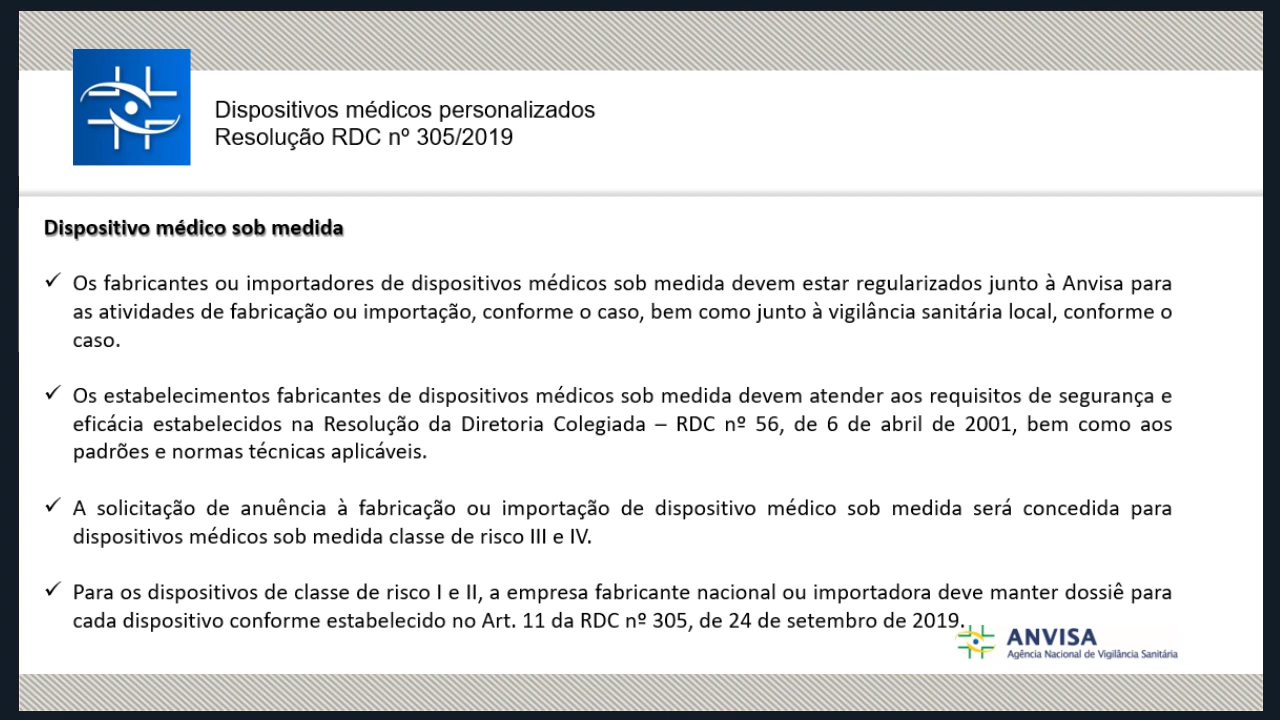 Dispositivos médicos personalizados
Resolução RDC nº 305/2019
Dispositivo médico sob medida
✓ Os fabricantes ou importadores de dispositivos médicos sob medida devem estar regularizados junto à Anvisa para
as atividades de fabricação ou importação, conforme o caso, bem como junto à vigilância sanitária local, conforme o
caso.
✓ Os estabelecimentos fabricantes de dispositivos médicos sob medida devem atender aos requisitos de segurança e
eficácia estabelecidos na Resolução da Diretoria Colegiada – RDC nº 56, de 6 de abril de 2001, bem como aos
padrões e normas técnicas aplicáveis.
✓ A solicitação de anuência à fabricação ou importação de dispositivo médico sob medida será concedida para
dispositivos médicos sob medida classe de risco III e IV.
✓ Para os dispositivos de classe de risco I e II, a empresa fabricante nacional ou importadora deve manter dossiê para
cada dispositivo conforme estabelecido no Art. 11 da RDC nº 305, de 24 de setembro de 2019.
ANVISA
Agência Nacional de Vigilância Sanitária